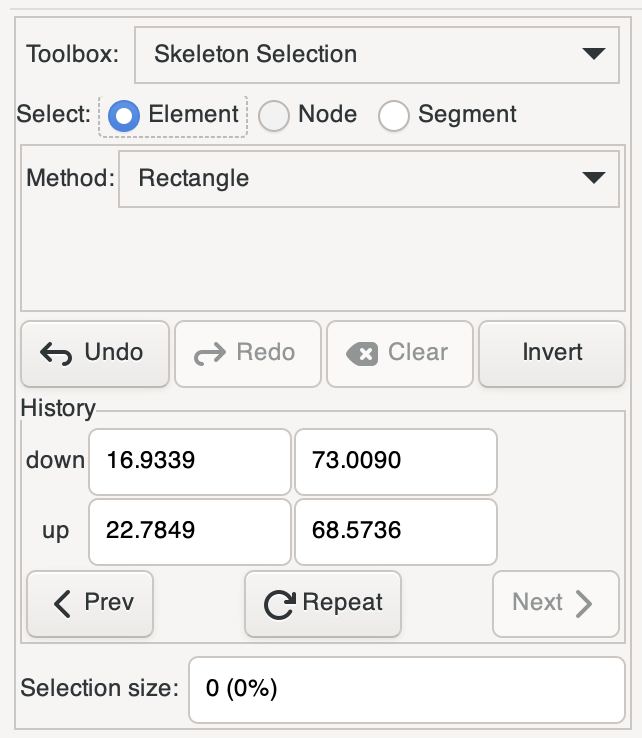 Toolbox: Skeleton Selection
Select: Element Node Segment
Method: Rectangle
Undo Redo Clear Invert
History
down 16.9339 73.0090
up 22.7849 68.5736
Prev Repeat Next
Selection size: 0 (0%)